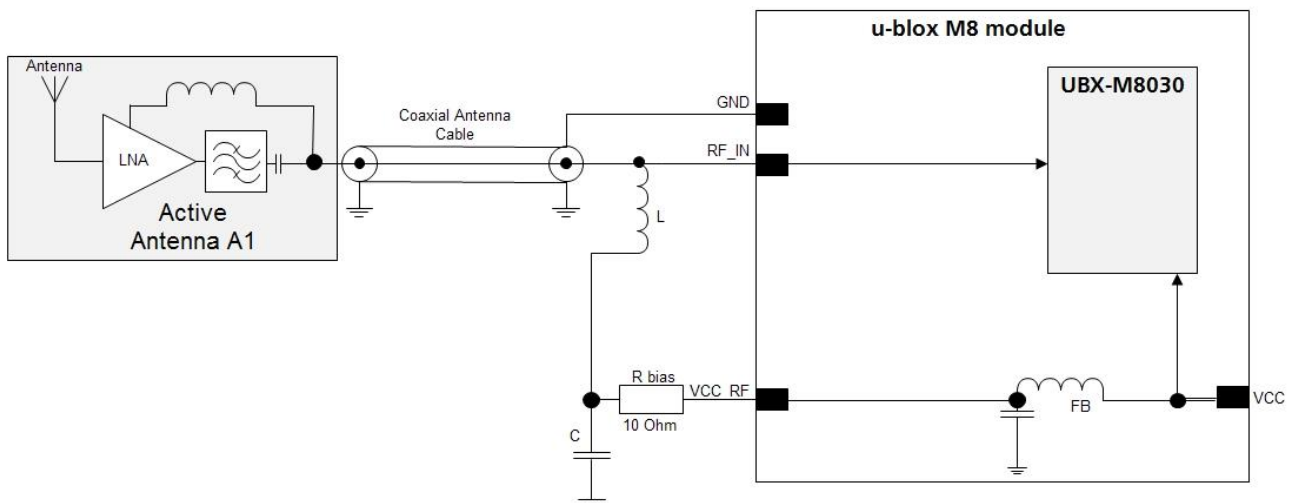 u-blox M8 module
Antenna
UBX-M8030
GND
Coaxial Antenna
Cable
RF_IN
LNA
Active
Antenna A1
L
R bias
VCC_RF
VCC
FB
10 Ohm
C